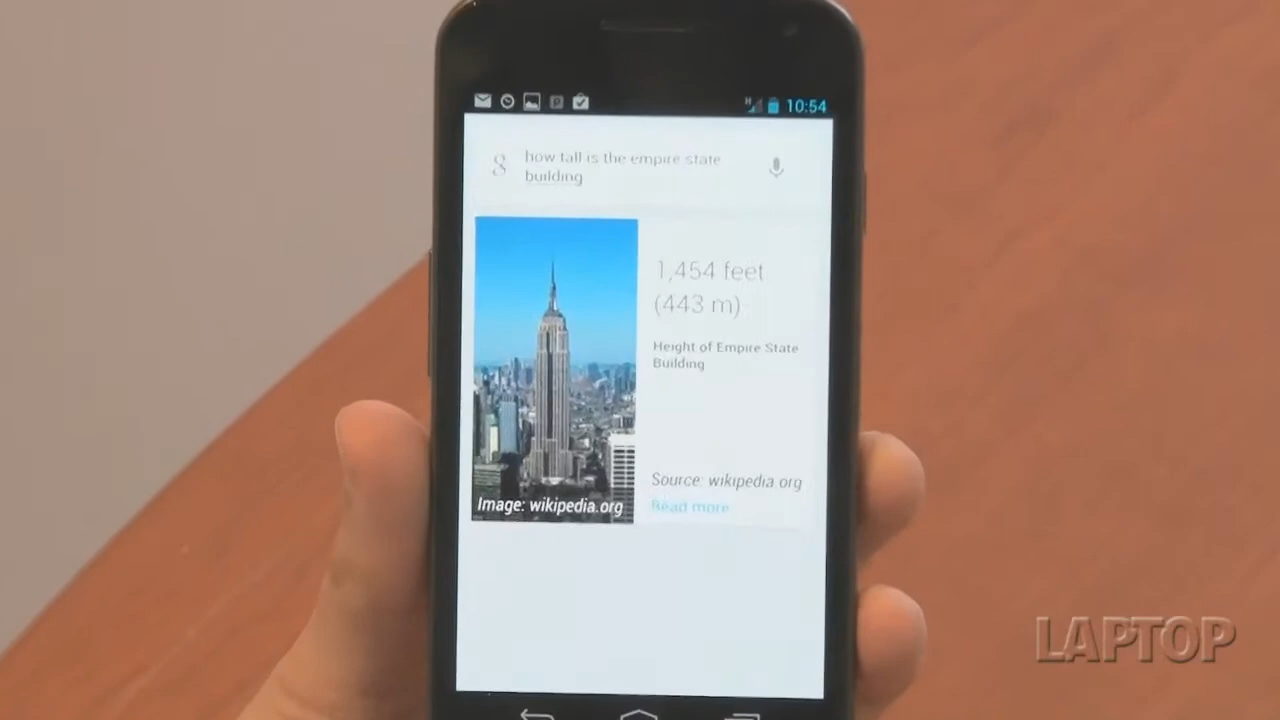 10:54
how tall is the empire state
building
1,454 feet
(443 m)
Height of Empire State
Building
Source: wikipedia.org
Read more
Image: wikipedia.org
LAPTOP